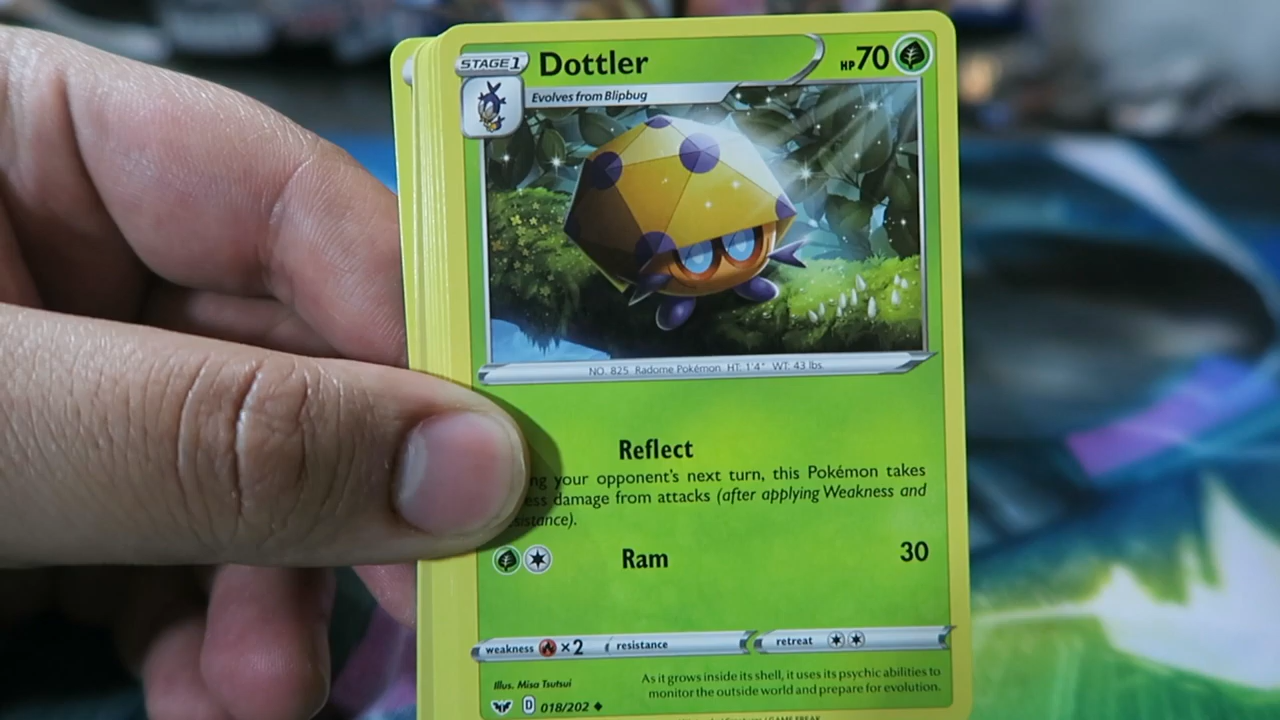 STAGE 1 Dottler HP 70
Evolves from Blipbug
NO. 825 Radome Pokémon HT: 1'4" WT: 43 lbs.
Reflect
your opponent's next turn, this Pokémon takes
damage from attacks (after applying Weakness and
Ram 30
weakness ×2 resistance retreat
As it grows inside its shell, it uses its psychic abilities to
Illus. Misa Tsutsui
monitor the outside world and prepare for evolution.
D 018/202
GAME FREAK